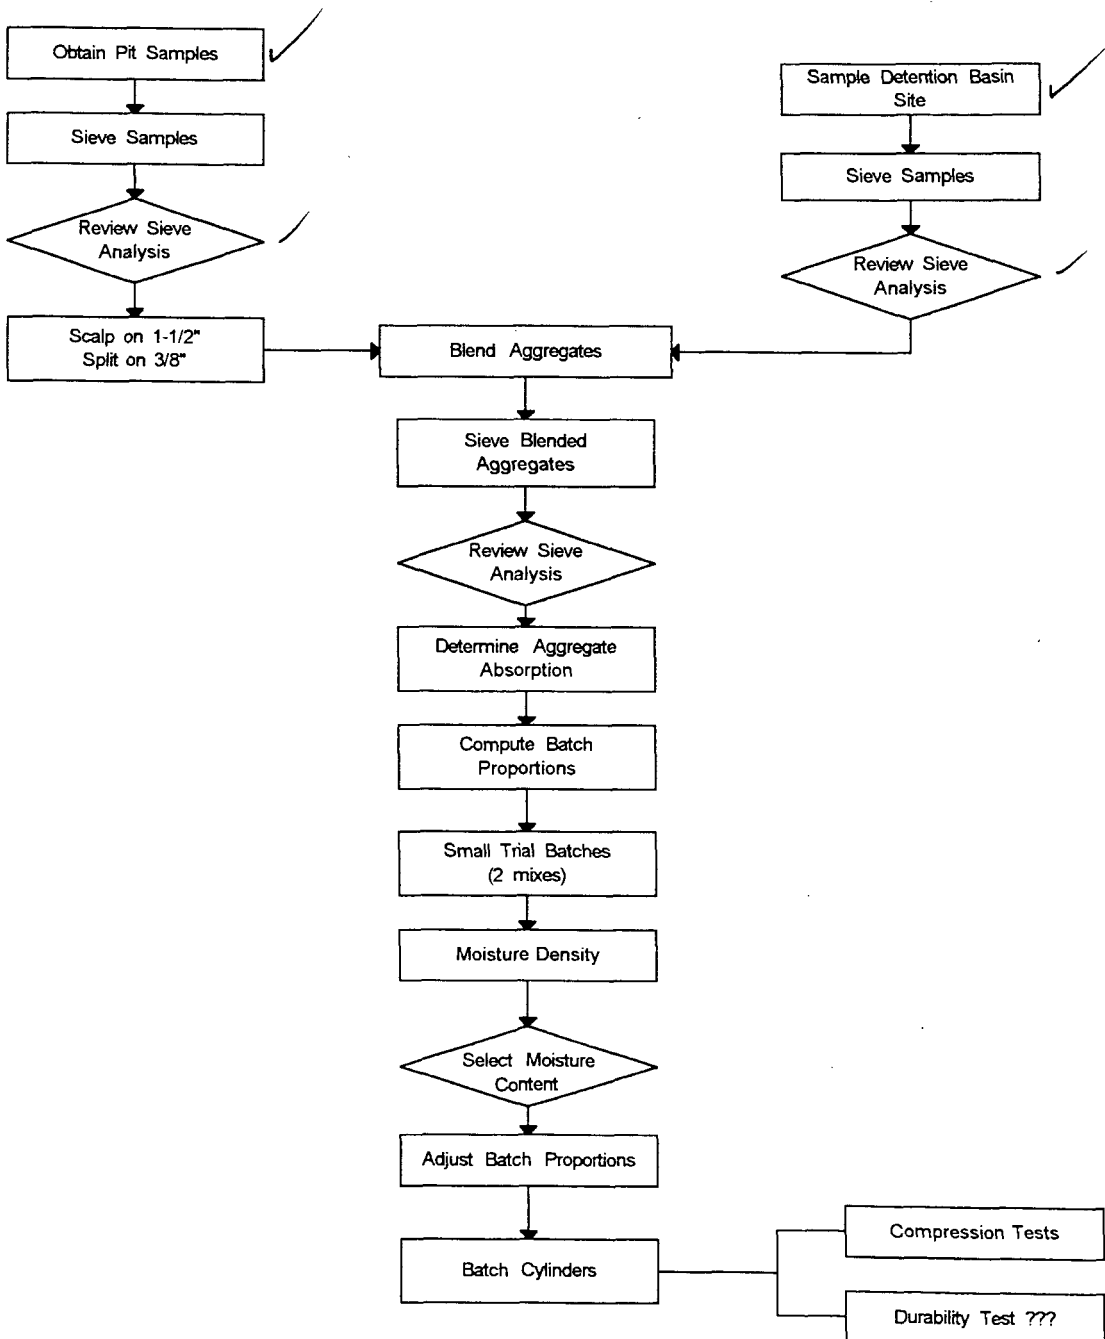 Obtain Pit Samples
Sieve Samples
Review Sieve
Analysis
Scalp on 1-1/2"
Split on 3/8"
Sample Detention Basin
Site
Sieve Samples
Review Sieve
Analysis
Blend Aggregates
Sieve Blended
Aggregates
Review Sieve
Analysis
Determine Aggregate
Absorption
Compute Batch
Proportions
Small Trial Batches
(2 mixes)
Moisture Density
Select Moisture
Content
Adjust Batch Proportions
Batch Cylinders
Compression Tests
Durability Test ???